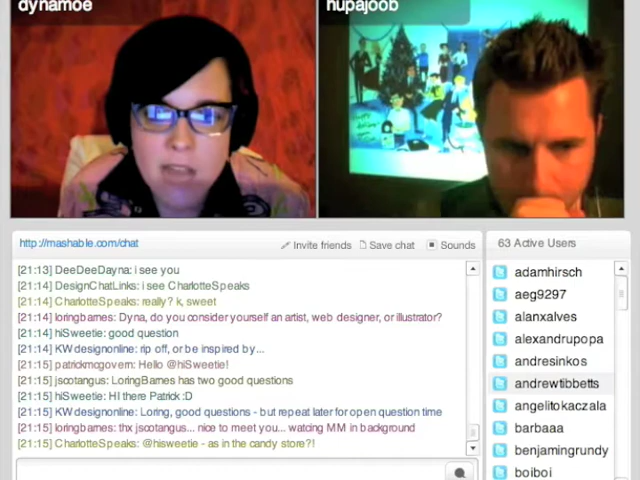 dynamoe
hupajoob
http://mashable.com/chat
Invite friends
Save chat
Sounds
63 Active Users
[21:13] DeeDeeDayna: i see you
[21:14] DesignChatLinks: i see CharlotteSpeaks
[21:14] CharlotteSpeaks: really? k, sweet
[21:14] loringbarnes: Dyna, do you consider yourself an artist, web designer, or illustrator?
[21:14] hiSweetie: good question
[21:14] KWdesignonline: rip off, or be inspired by...
[21:15] patrickmcgovern: Hello @hiSweetie!
[21:15] jscotangus: LoringBarnes has two good questions
[21:15] hiSweetie: HI there Patrick :D
[21:15] KWdesignonline: Loring, good questions - but repeat later for open question time
[21:15] loringbarnes: thx jscotangus... nice to meet you... watcing MM in background
[21:15] CharlotteSpeaks: @hisweetie - as in the candy store?!
adamhirsch
aeg9297
alanxalves
alexandrupopa
andresinkos
andrewtibbetts
angelitokaczala
barbaaa
benjamingrundy
boiboi